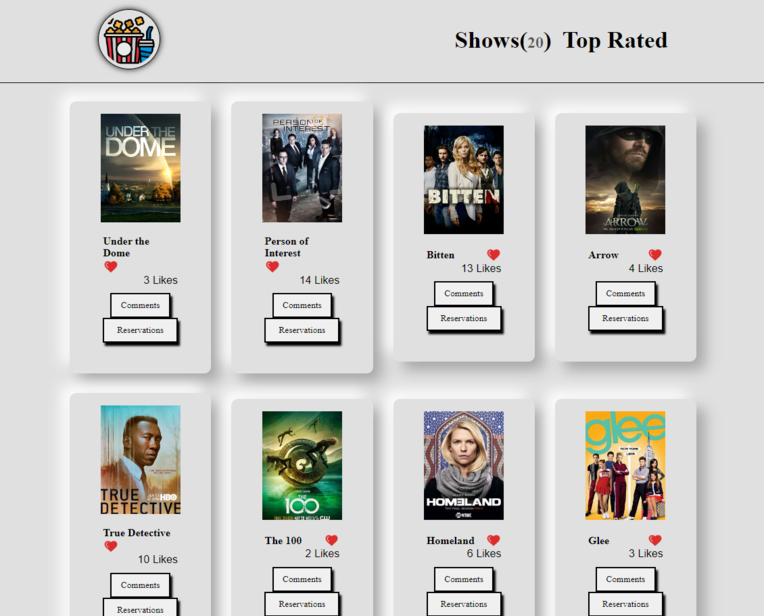 Shows(20) Top Rated
UNDER THE
DOME
PERSON OF
INTEREST
BITTEN
ARROW
Under the
Dome
3 Likes
Comments
Reservations
Person of
Interest
14 Likes
Comments
Reservations
Bitten
13 Likes
Comments
Reservations
Arrow
4 Likes
Comments
Reservations
TRUE
DETECTIVE
HBO
THE
100
HOMELAND
SHOWTIME
glee
True Detective
10 Likes
Comments
Reservations
The 100
2 Likes
Comments
Reservations
Homeland
6 Likes
Comments
Reservations
Glee
3 Likes
Comments
Reservations